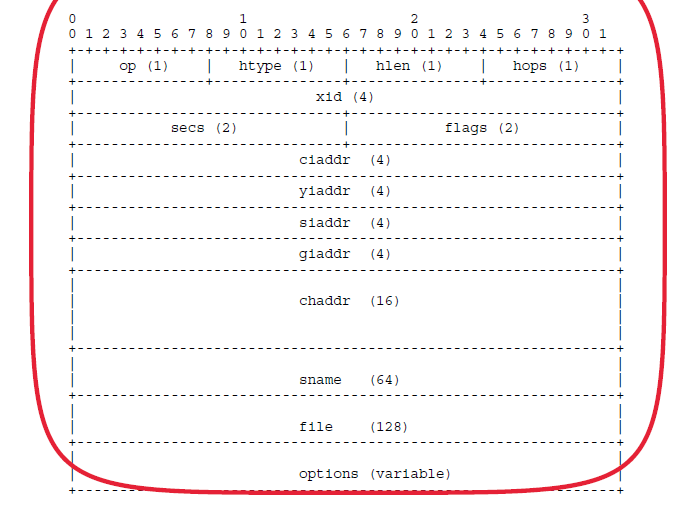 0 1 2 3
0 1 2 3 4 5 6 7 8 9 0 1 2 3 4 5 6 7 8 9 0 1 2 3 4 5 6 7 8 9 0 1
op (1) | htype (1) | hlen (1) | hops (1)
xid (4)
secs (2) | flags (2)
ciaddr (4)
yiaddr (4)
siaddr (4)
giaddr (4)
chaddr (16)
sname (64)
file (128)
options (variable)